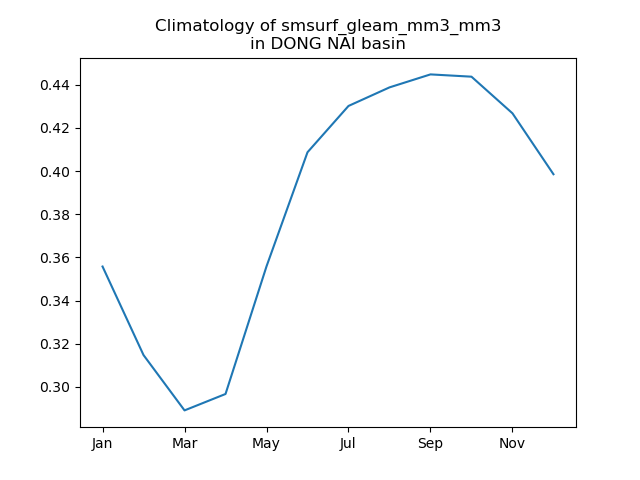 Climatology of smsurf_gleam_mm3_mm3
in DONG NAI basin
0.44
0.42
0.40
0.38
0.36
0.34
0.32
0.30
Jan Mar May Jul Sep Nov